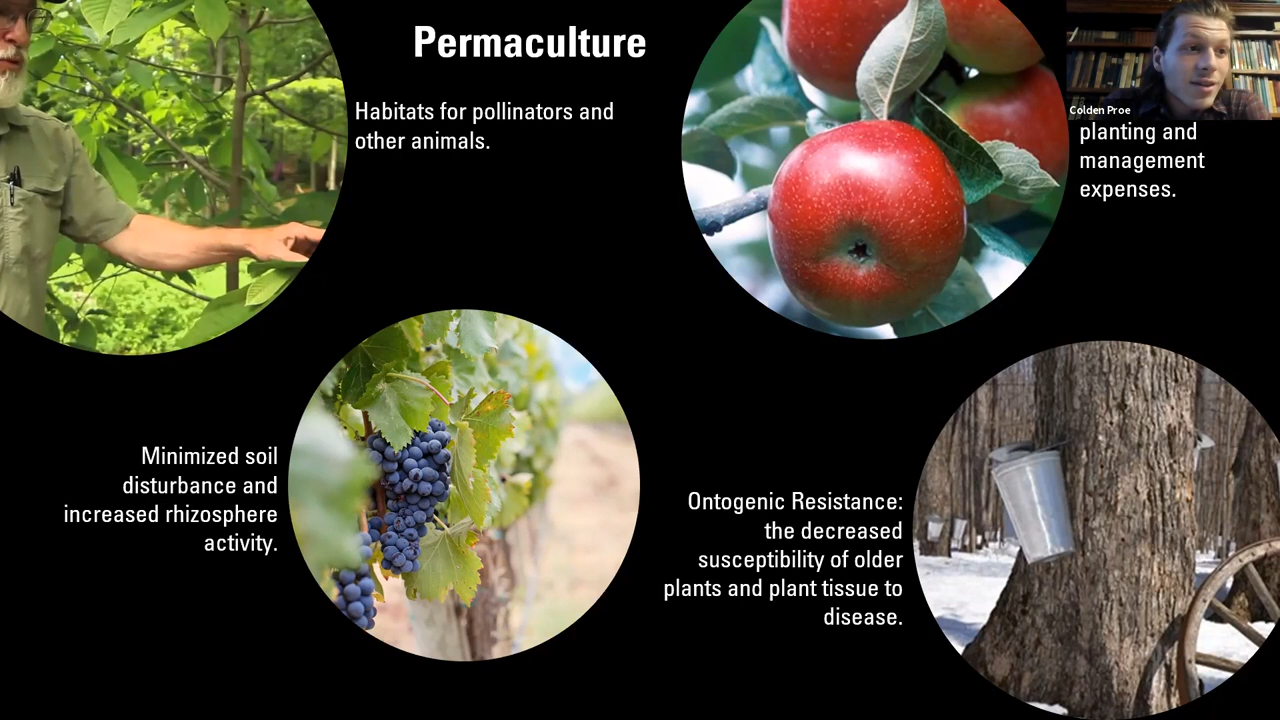 Permaculture
Habitats for pollinators and
other animals.
Colden Proe
planting and
management
expenses.
Minimized soil
disturbance and
increased rhizosphere
activity.
Ontogenic Resistance:
the decreased
susceptibility of older
plants and plant tissue to
disease.